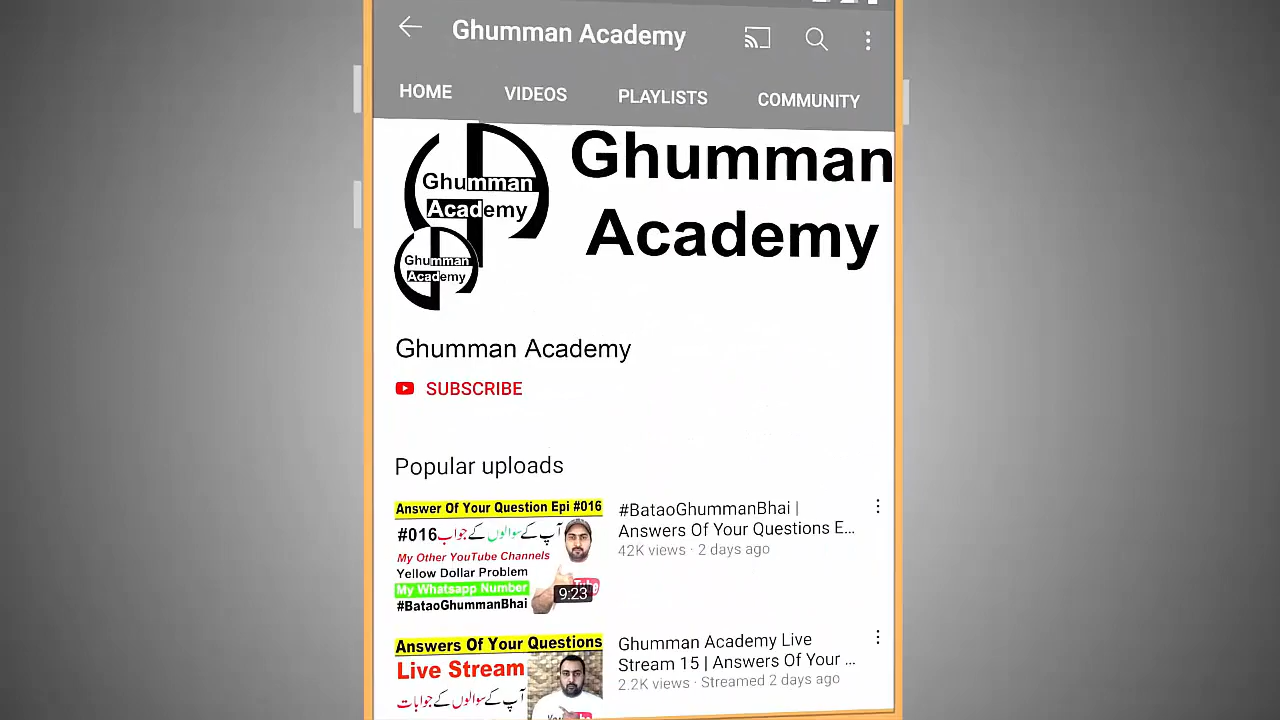 Ghumman Academy
HOME VIDEOS PLAYLISTS COMMUNITY
Ghumman
Academy
Ghumman
Academy
Ghumman
Academy
Ghumman Academy
SUBSCRIBE
Popular uploads
Answer Of Your Question Epi #016
#016 آپ کے سوالوں کے جواب
My Other YouTube Channels
Yellow Dollar Problem
My Whatsapp Number
#BataoGhummanBhai
9:23
#BataoGhummanBhai |
Answers Of Your Questions E...
42K views · 2 days ago
Answers Of Your Questions
Live Stream
آپ کے سوالوں کے جوابات
Ghumman Academy Live
Stream 15 | Answers Of Your ...
2.2K views · Streamed 2 days ago